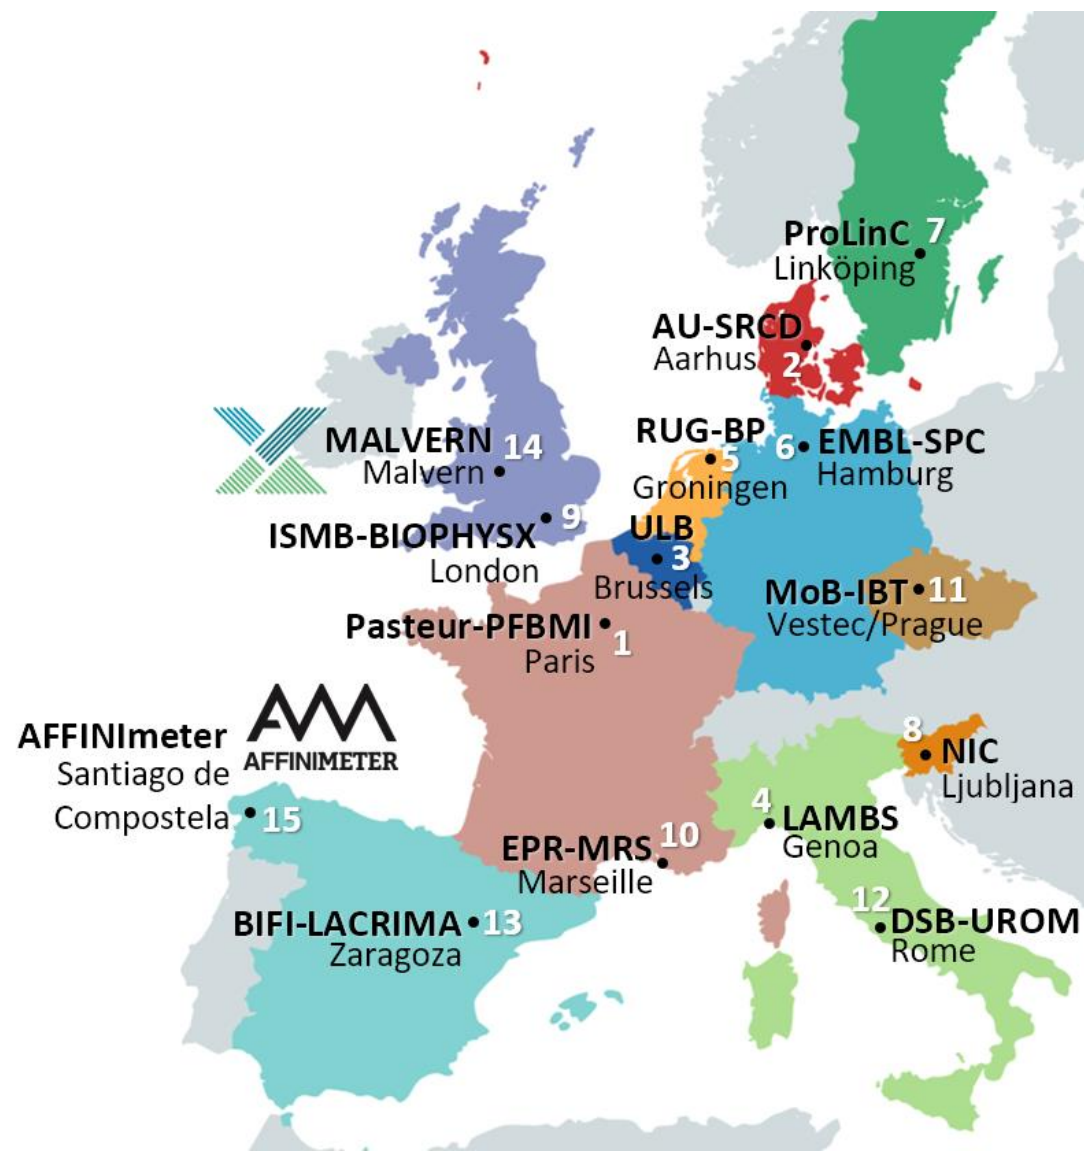 ProLinC 7
Linköping
AU-SRCD
Aarhus
2
RUG-BP
5
Groningen
6 EMBL-SPC
Hamburg
MALVERN 14
Malvern
ISMB-BIOPHYSX 9
London
ULB
3
Brussels
MoB-IBT 11
Vestec/Prague
Pasteur-PFBMI
1
Paris
AFFINImeter
Santiago de
Compostela 15
AFFINIMETER
8 NIC
Ljubljana
4 LAMBS
Genoa
EPR-MRS 10
Marseille
12 DSB-UROM
Rome
BIFI-LACRIMA 13
Zaragoza